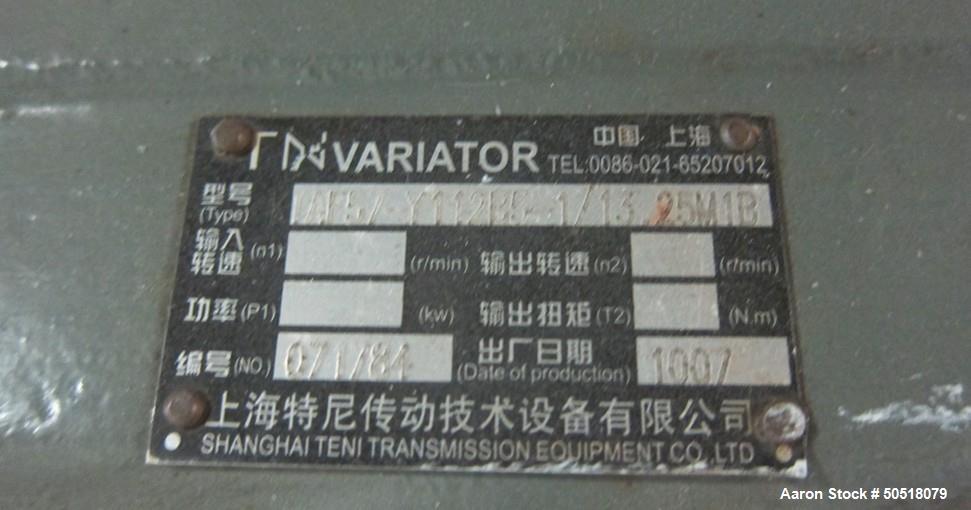 VARIATOR
中国·上海
TEL:0086-021-65207012
型号
(Type)
输入
转速 (n1)
(r/min)
输出转速 (n2)
(r/min)
功率 (P1)
(kw)
输出扭矩 (T2)
(N.m)
编号 (NO.)
出厂日期
(Date of production)
1007
上海特尼传动技术设备有限公司
SHANGHAI TENI TRANSMISSION EQUIPMENT CO.,LTD
Aaron Stock # 50518079